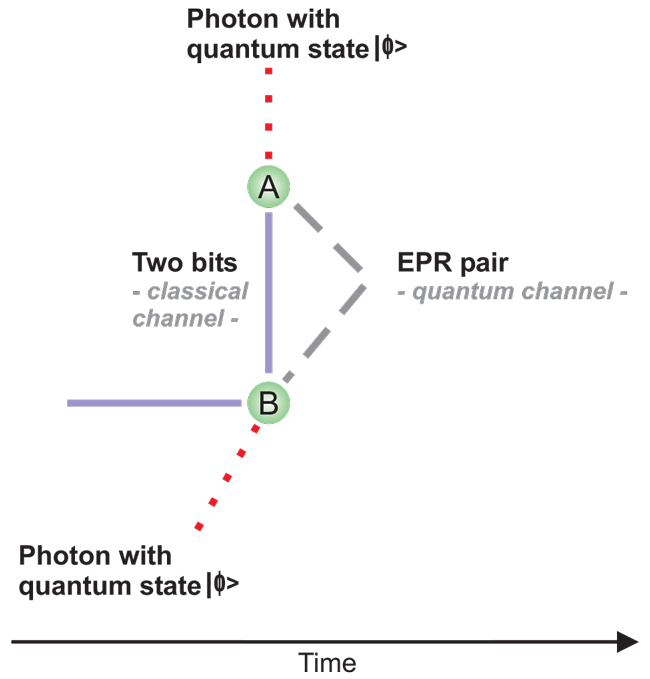 Photon with
quantum state |ϕ>
A
Two bits
- classical
channel -
EPR pair
- quantum channel -
B
Photon with
quantum state |ϕ>
Time